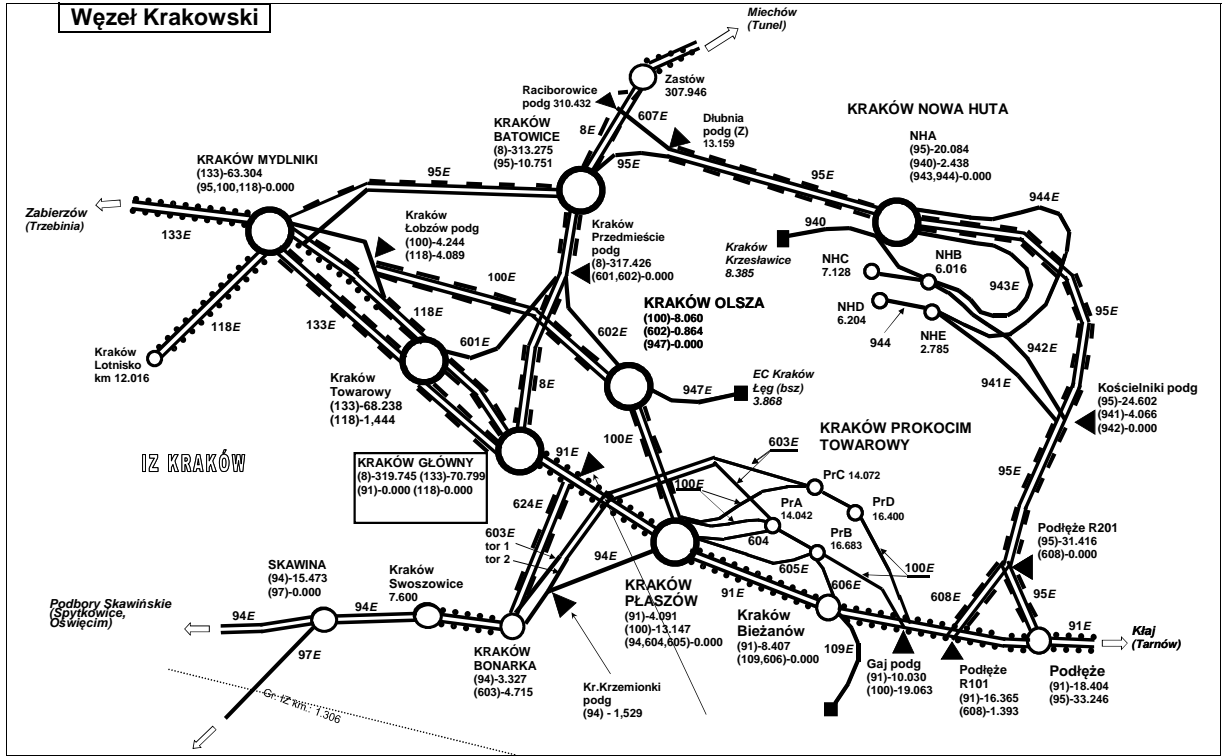 Węzeł Krakowski
Miechów
(Tunel)
Zastów
307.946
Raciborowice
podg 310.432
607E
8E
Dłubnia
podg (Z)
13.159
KRAKÓW NOWA HUTA
KRAKÓW
BATOWICE
(8)-313.275
(95)-10.751
95E
NHA
(95)-20.084
(940)-2.438
(943,944)-0.000
KRAKÓW MYDLNIKI
(133)-63.304
(95,100,118)-0.000
95E
95E
944E
Zabierzów
(Trzebinia)
133E
Kraków
Łobzów podg
(100)-4.244
(118)-4.089
Kraków
Przedmieście
podg
(8)-317.426
(601,602)-0.000
940
Kraków
Krzesławice
8.385
NHC
7.128
NHB
6.016
943E
100E
NHD
6.204
NHE
2.785
944
942E
941E
95E
KRAKÓW OLSZA
(100)-8.060
(602)-0.864
(947)-0.000
118E
133E
118E
601E
602E
Kraków
Lotnisko
km 12.016
Kraków
Towarowy
(133)-68.238
(118)-1,444
8E
947E
EC Kraków
Łęg (bsz)
3.868
Kościelniki podg
(95)-24.602
(941)-4.066
(942)-0.000
IZ KRAKÓW
KRAKÓW GŁÓWNY
(8)-319.745 (133)-70.799
(91)-0.000 (118)-0.000
91E
100E
KRAKÓW PROKOCIM
TOWAROWY
603E
95E
624E
100E
PrC 14.072
PrA
14.042
PrD
16.400
603E
tor 1
tor 2
604
PrB
16.683
94E
605E
606E
100E
Podłęże R201
(95)-31.416
(608)-0.000
SKAWINA
(94)-15.473
(97)-0.000
Kraków
Swoszowice
7.600
KRAKÓW
PŁASZÓW
(91)-4.091
(100)-13.147
(94,604,605)-0.000
91E
608E
95E
Podbory Skawińskie
(Spytkowice,
Oświęcim)
94E
94E
97E
KRAKÓW
BONARKA
(94)-3.327
(603)-4.715
Kr.Krzemionki
podg
(94) - 1,529
Kraków
Bieżanów
(91)-8.407
(109,606)-0.000
109E
Gaj podg
(91)-10.030
(100)-19.063
Podłęże
R101
(91)-16.365
(608)-1.393
Podłęże
(91)-18.404
(95)-33.246
91E
Kłaj
(Tarnów)
Gr. IZ km.: 1.306